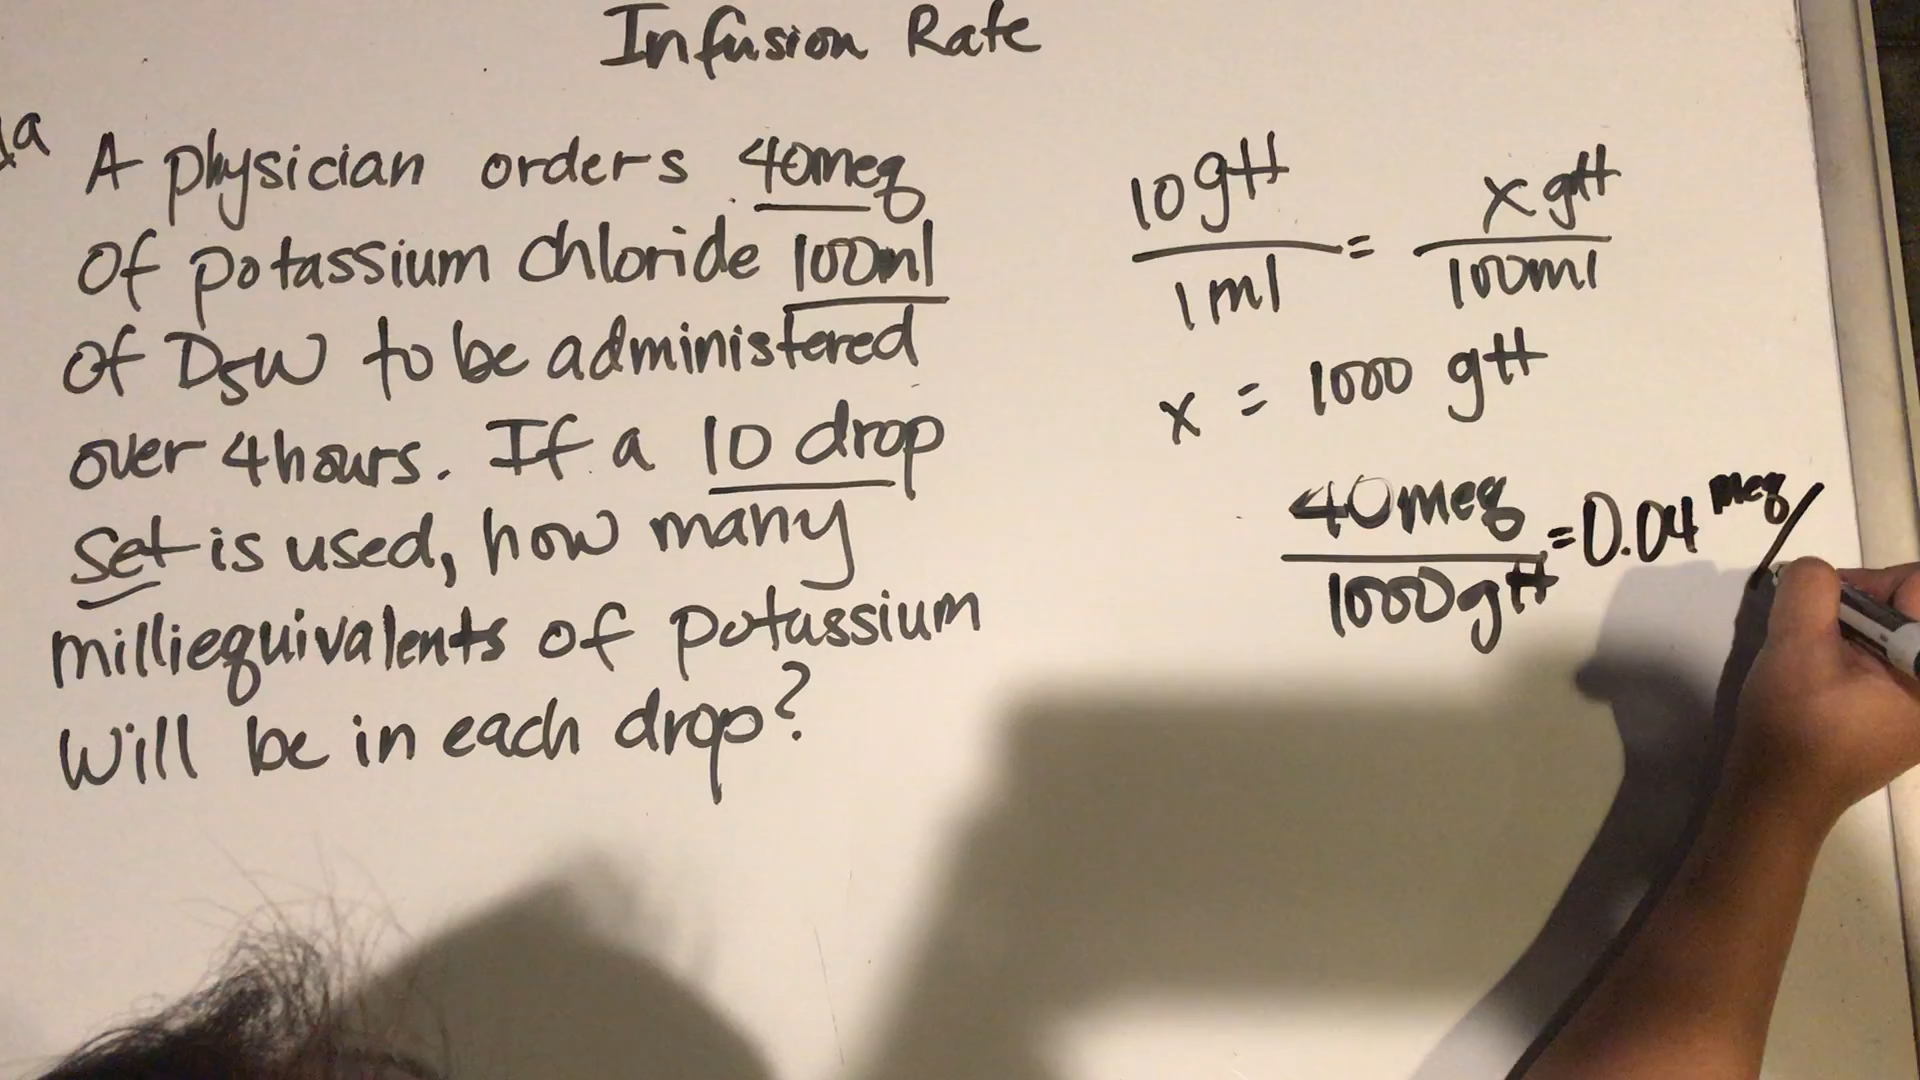 Infusion Rate
1a
A physician orders 40meq
of potassium chloride 100ml
of D5W to be administered
over 4hours. If a 10 drop
set is used, how many
milliequivalents of potassium
will be in each drop?
10gtt = xgtt
1ml 100ml
x = 1000 gtt
40meq = 0.04 meq/
1000gtt